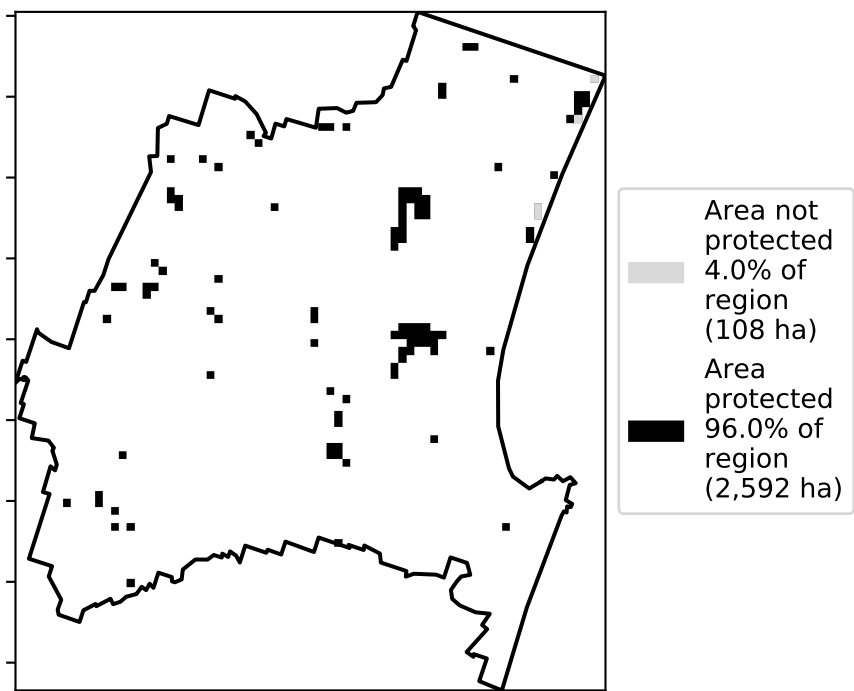 Area not
protected
4.0% of
region
(108 ha)
Area
protected
96.0% of
region
(2,592 ha)